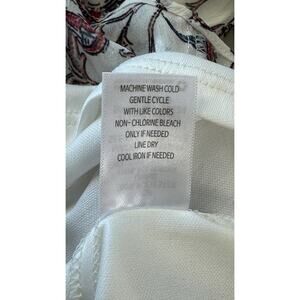 MACHINE WASH COLD
GENTLE CYCLE
WITH LIKE COLORS
NON- CHLORINE BLEACH
ONLY IF NEEDED
LINE DRY
COOL IRON IF NEEDED